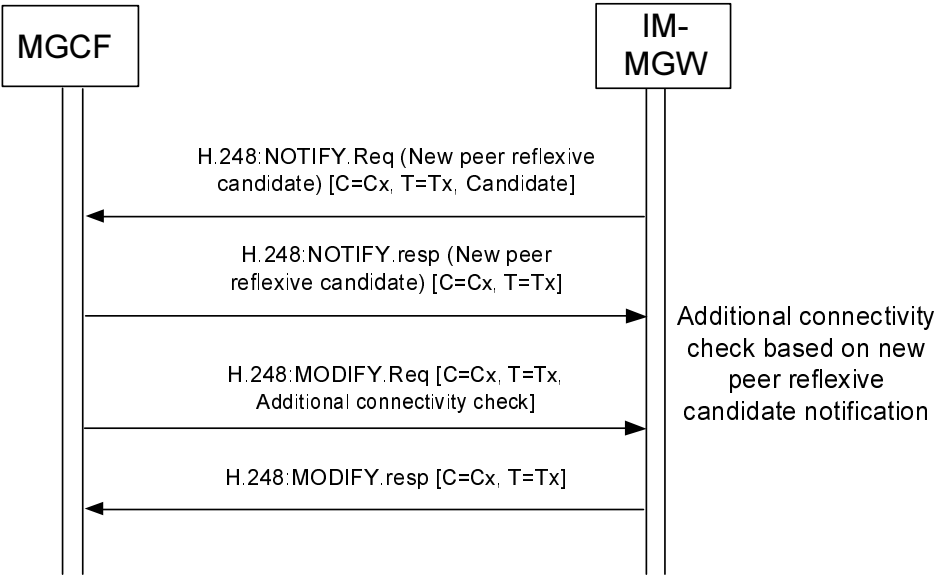 MGCF
IM-
MGW
H.248:NOTIFY.Req (New peer reflexive
candidate) [C=Cx, T=Tx, Candidate]
H.248:NOTIFY.resp (New peer
reflexive candidate) [C=Cx, T=Tx]
Additional connectivity
check based on new
peer reflexive
candidate notification
H.248:MODIFY.Req [C=Cx, T=Tx,
Additional connectivity check]
H.248:MODIFY.resp [C=Cx, T=Tx]